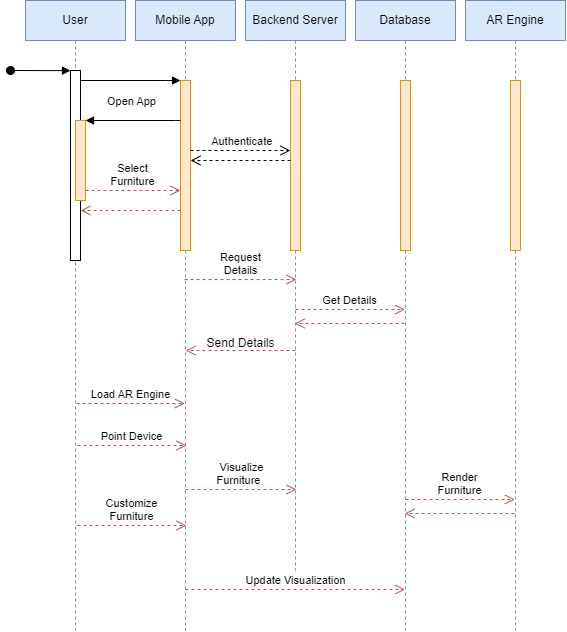 User
Mobile App
Backend Server
Database
AR Engine
Open App
Authenticate
Select
Furniture
Request
Details
Get Details
Send Details
Load AR Engine
Point Device
Visualize
Furniture
Render
Furniture
Customize
Furniture
Update Visualization